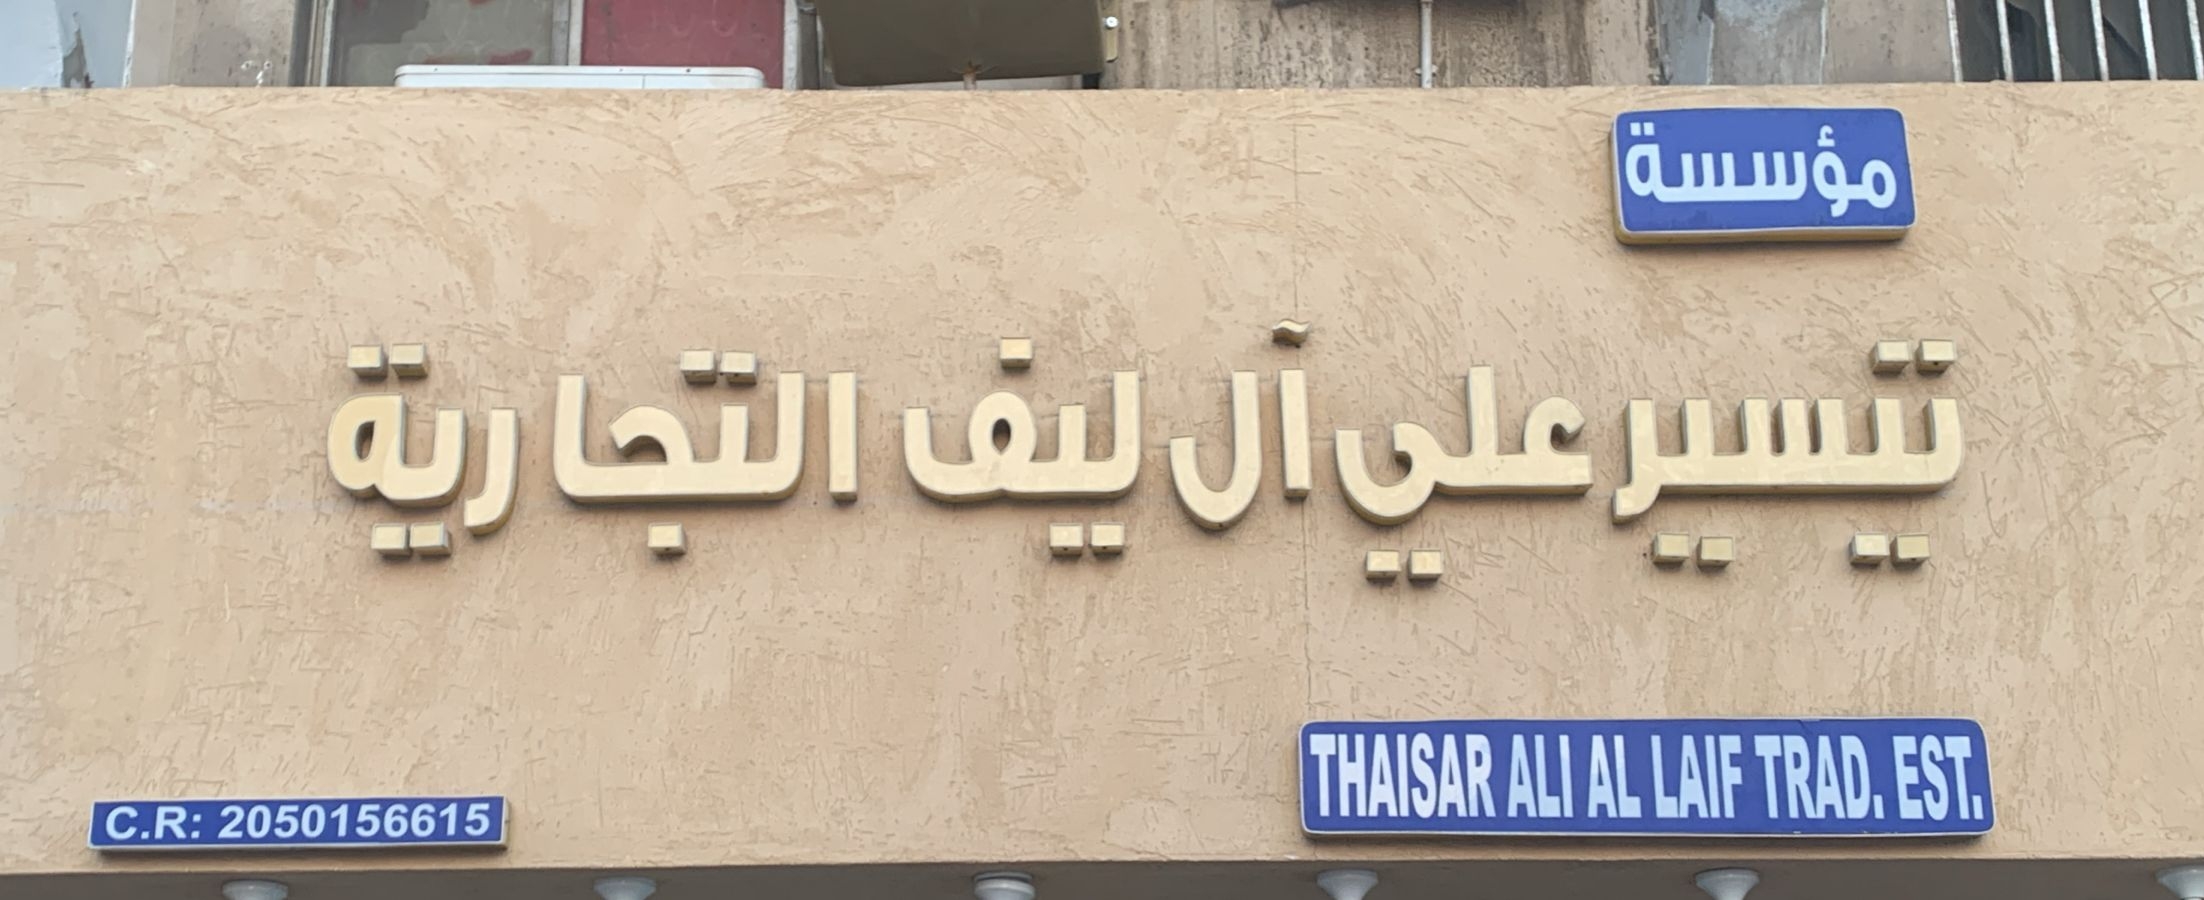 مؤسسة
تيسير علي آل ليف التجارية
THAISAR ALI AL LAIF TRAD. EST.
C.R: 2050156615